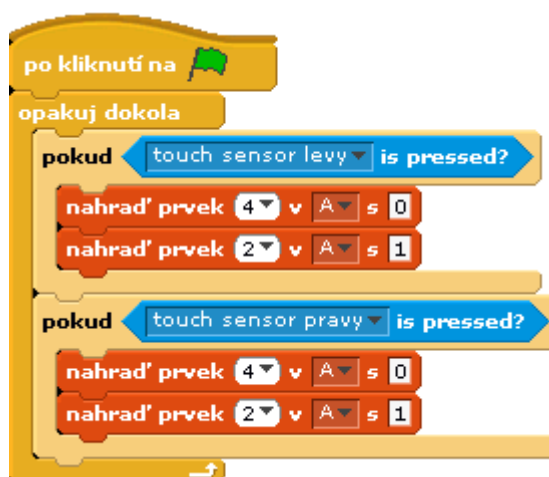 po kliknutí na
opakuj dokola
pokud touch sensor levy is pressed?
nahraď prvek 4 v A s 0
nahraď prvek 2 v A s 1
pokud touch sensor pravy is pressed?
nahraď prvek 4 v A s 0
nahraď prvek 2 v A s 1